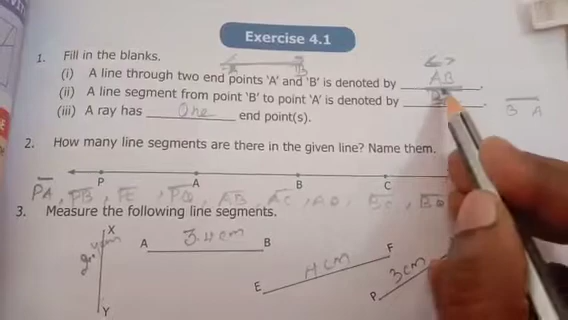 Exercise 4.1
1. Fill in the blanks.
(i) A line through two end points 'A' and 'B' is denoted by AB.
(ii) A line segment from point 'B' to point 'A' is denoted by
B A
(iii) A ray has One end point(s).
2. How many line segments are there in the given line? Name them.
P A B C
PA, PB, PC, PQ, AB, AC, AQ, BC, BQ
3. Measure the following line segments.
X
A 3.4 cm B
F
4 cm
E
3 cm
P
Y